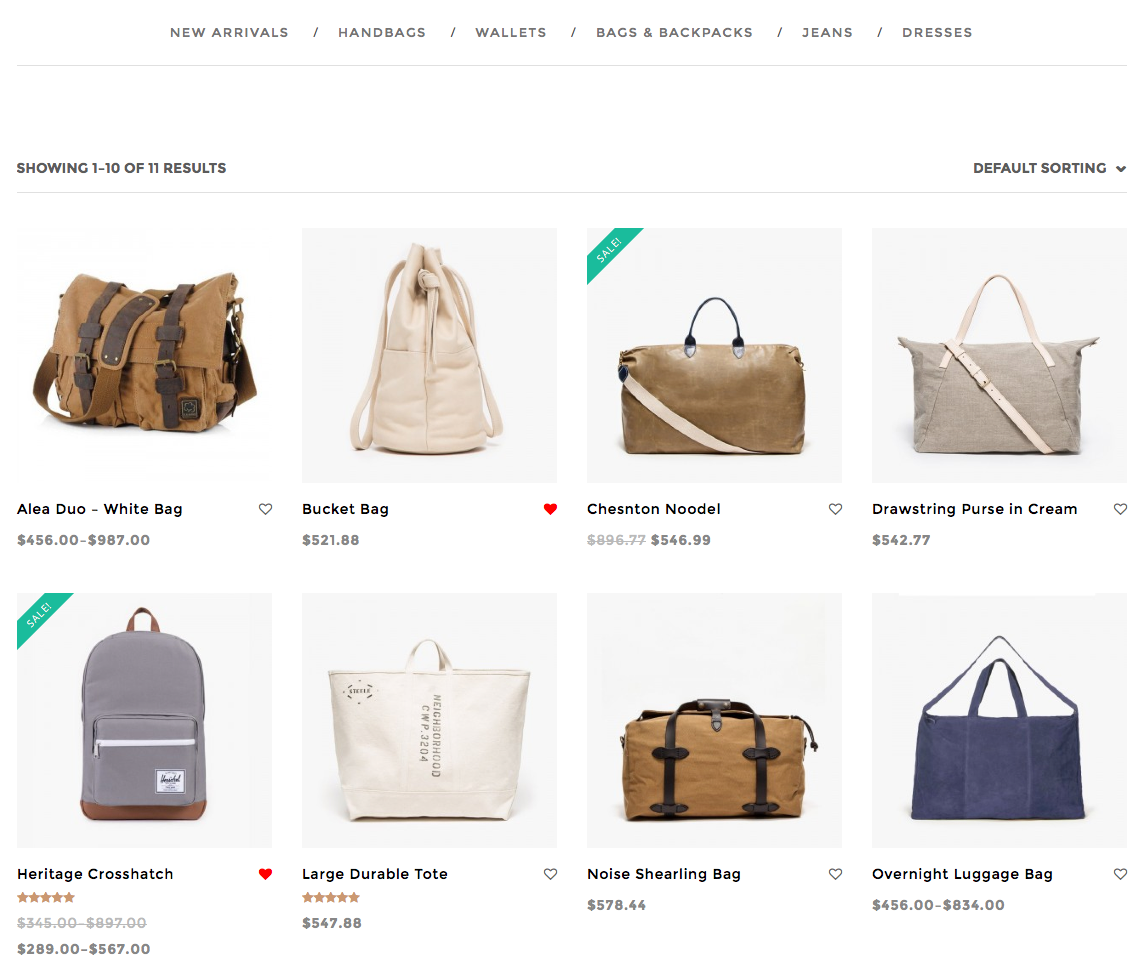 NEW ARRIVALS / HANDBAGS / WALLETS / BAGS & BACKPACKS / JEANS / DRESSES
SHOWING 1–10 OF 11 RESULTS
DEFAULT SORTING
SALE!
Alea Duo – White Bag
$456.00–$987.00
Bucket Bag
$521.88
Chesnton Noodel
$896.77 $546.99
Drawstring Purse in Cream
$542.77
SALE!
Herschel
STEELE
NEIGHBORHOOD
CWP.3204
Heritage Crosshatch
$345.00–$897.00
$289.00–$567.00
Large Durable Tote
$547.88
Noise Shearling Bag
$578.44
Overnight Luggage Bag
$456.00–$834.00